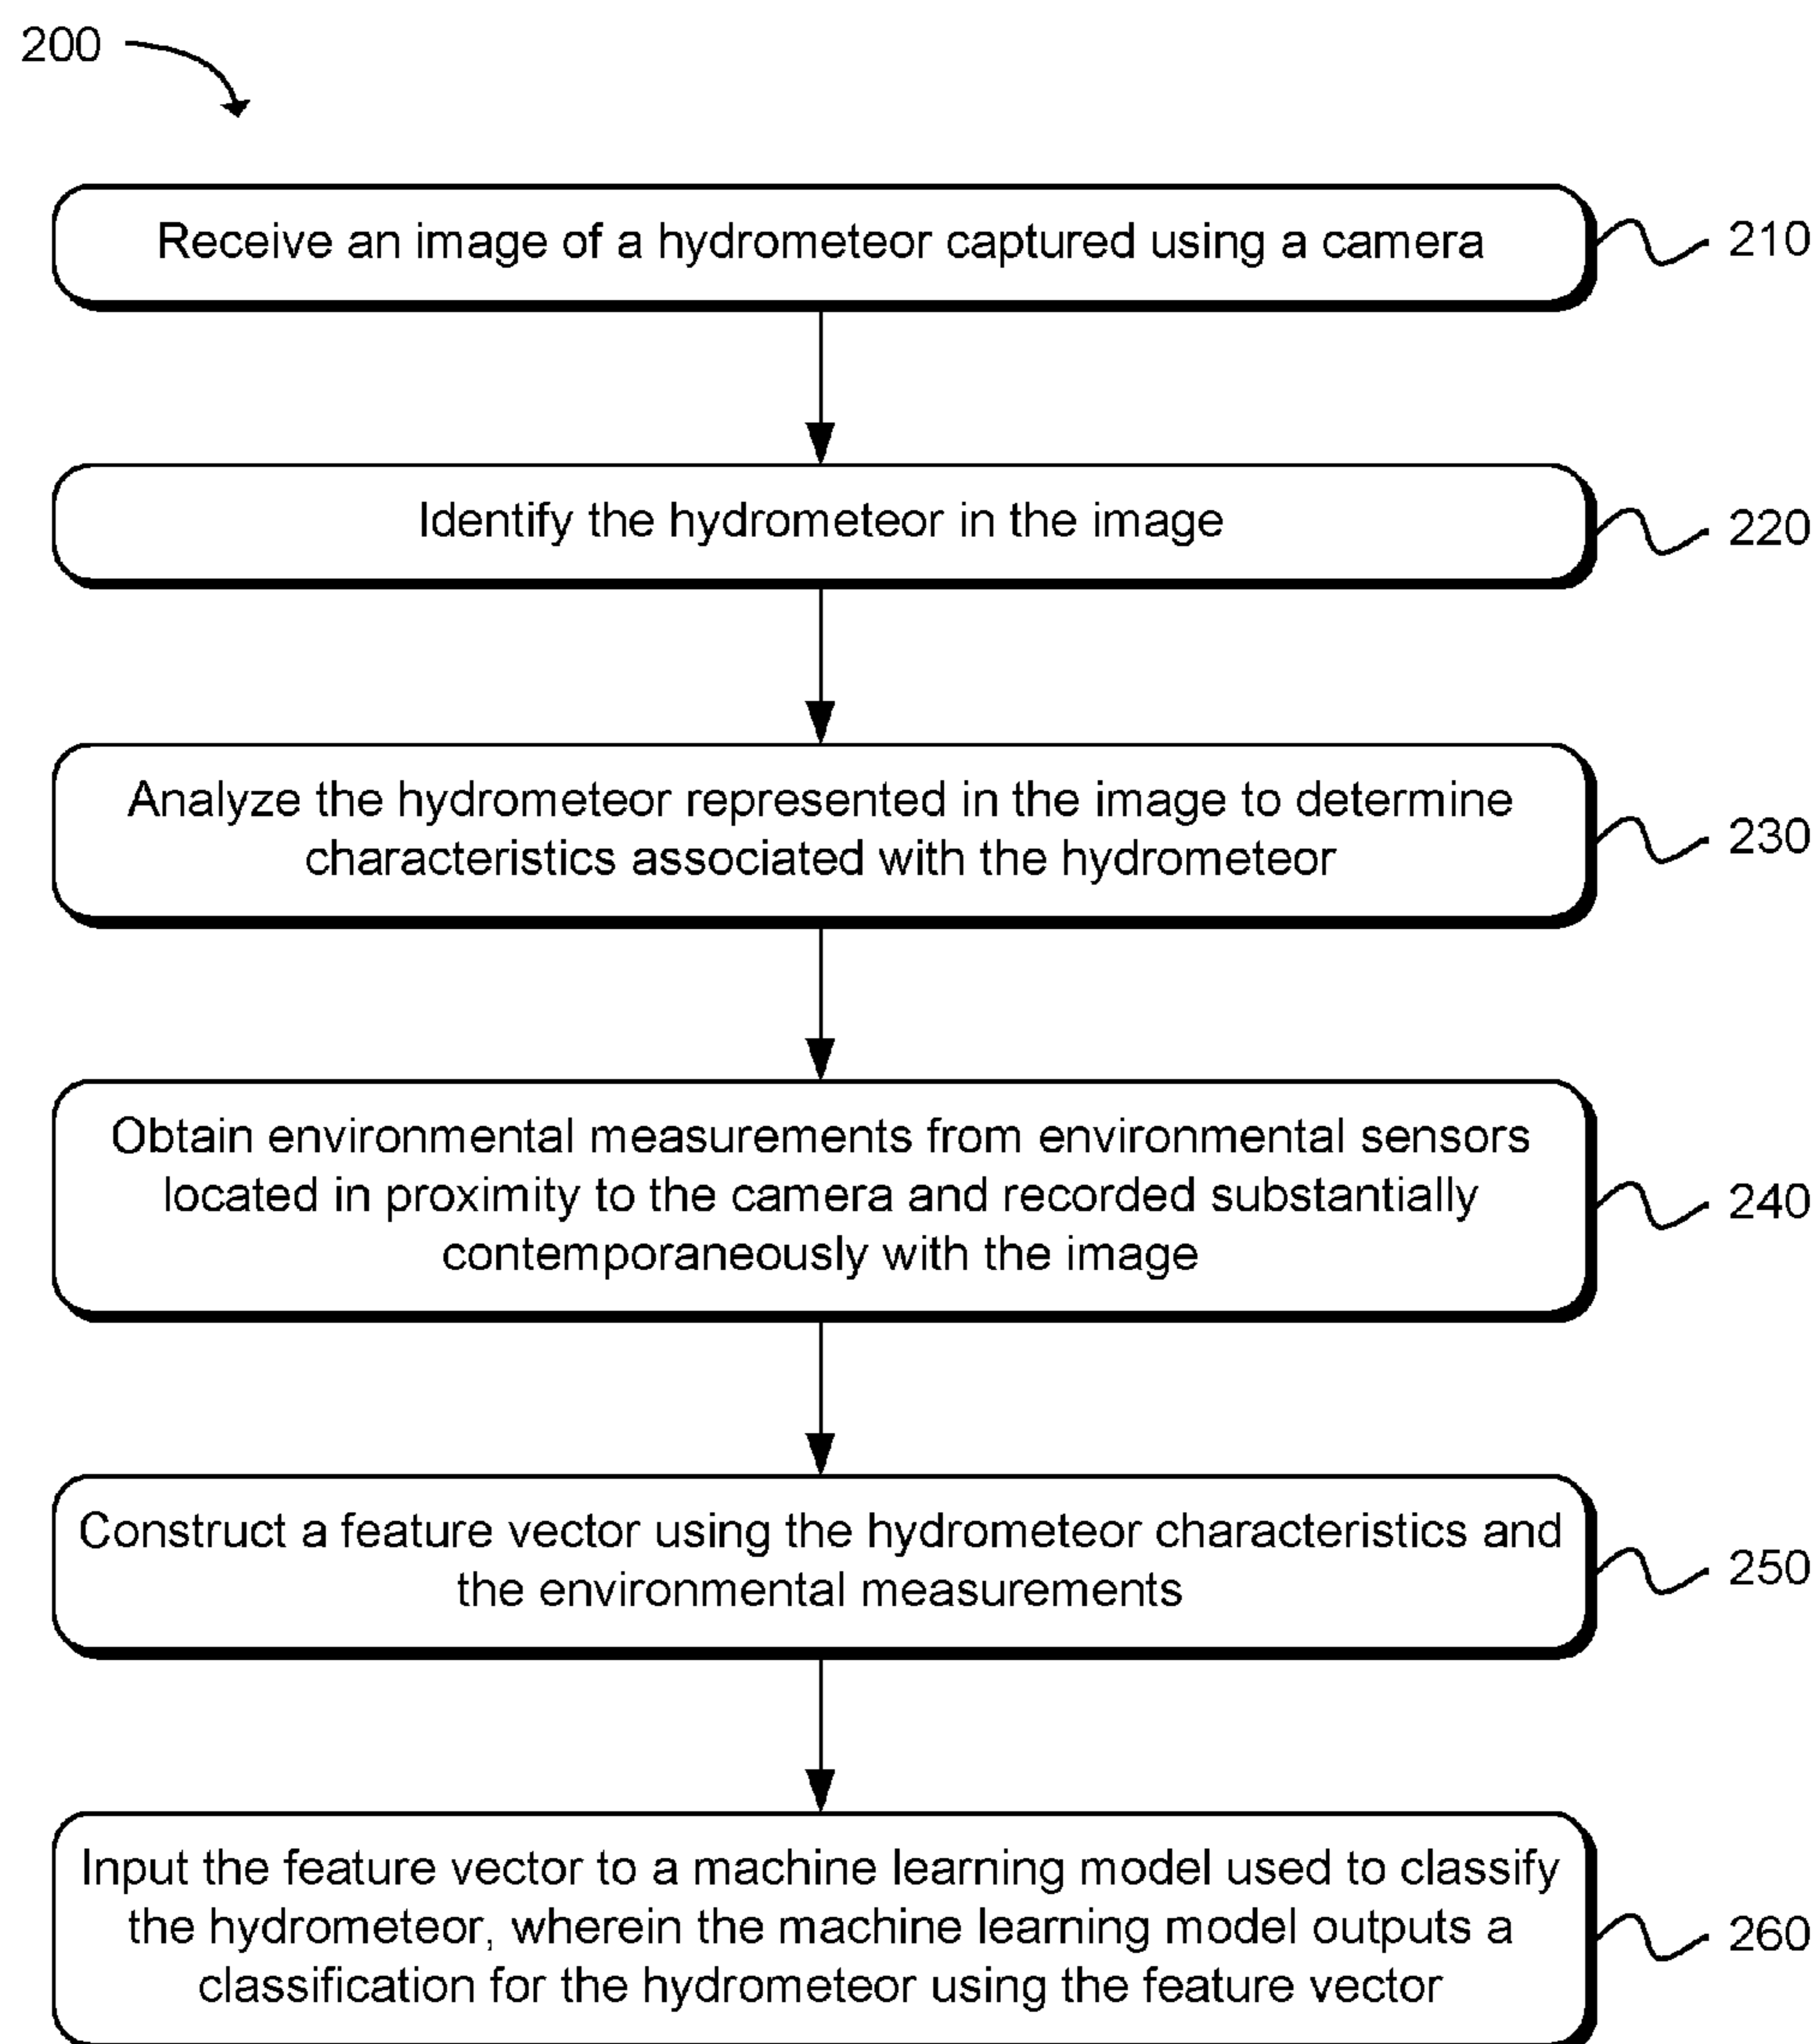 200
Receive an image of a hydrometeor captured using a camera
210
Identify the hydrometeor in the image
220
Analyze the hydrometeor represented in the image to determine
characteristics associated with the hydrometeor
230
Obtain environmental measurements from environmental sensors
located in proximity to the camera and recorded substantially
contemporaneously with the image
240
Construct a feature vector using the hydrometeor characteristics and
the environmental measurements
250
Input the feature vector to a machine learning model used to classify
the hydrometeor, wherein the machine learning model outputs a
classification for the hydrometeor using the feature vector
260